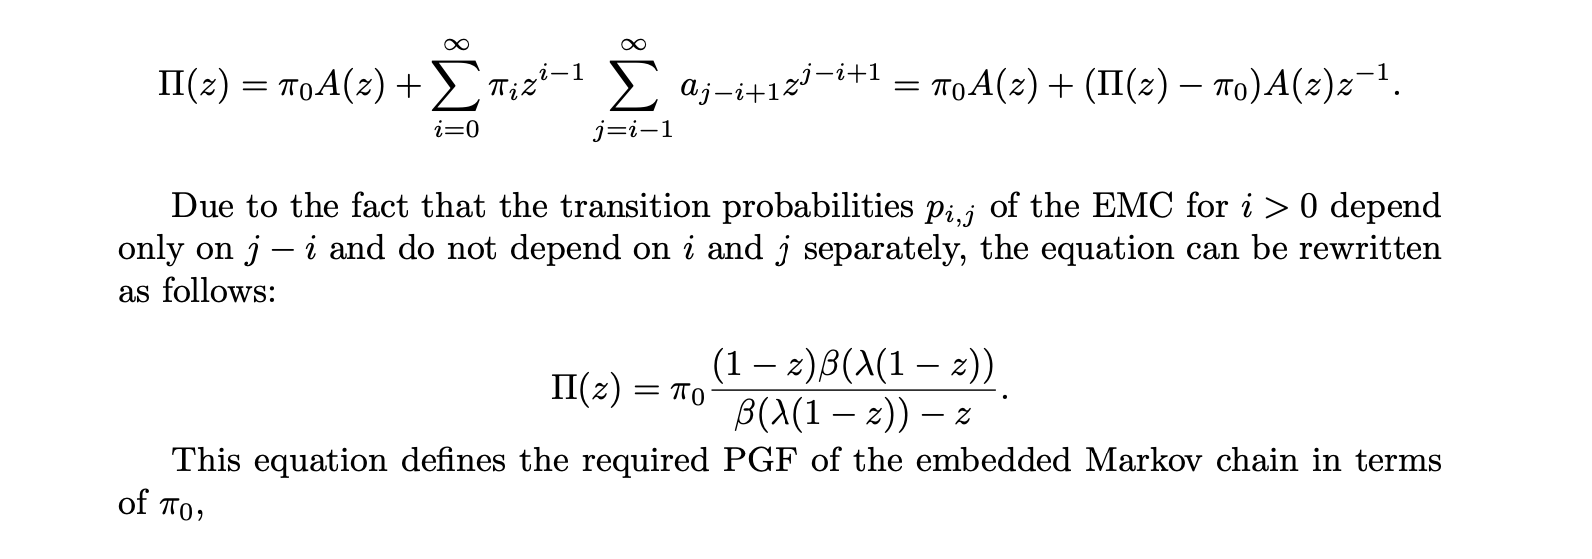 Π(z) = π₀A(z) + ∑_{i=0}^{∞} π_i z^{i−1} ∑_{j=i−1}^{∞} a_{j−i+1} z^{j−i+1} = π₀A(z) + (Π(z) − π₀)A(z)z^{−1}.
Due to the fact that the transition probabilities p_{i,j} of the EMC for i > 0 depend
only on j − i and do not depend on i and j separately, the equation can be rewritten
as follows:
Π(z) = π₀ \frac{(1 − z)β(λ(1 − z))}{β(λ(1 − z)) − z}.
This equation defines the required PGF of the embedded Markov chain in terms
of π₀,